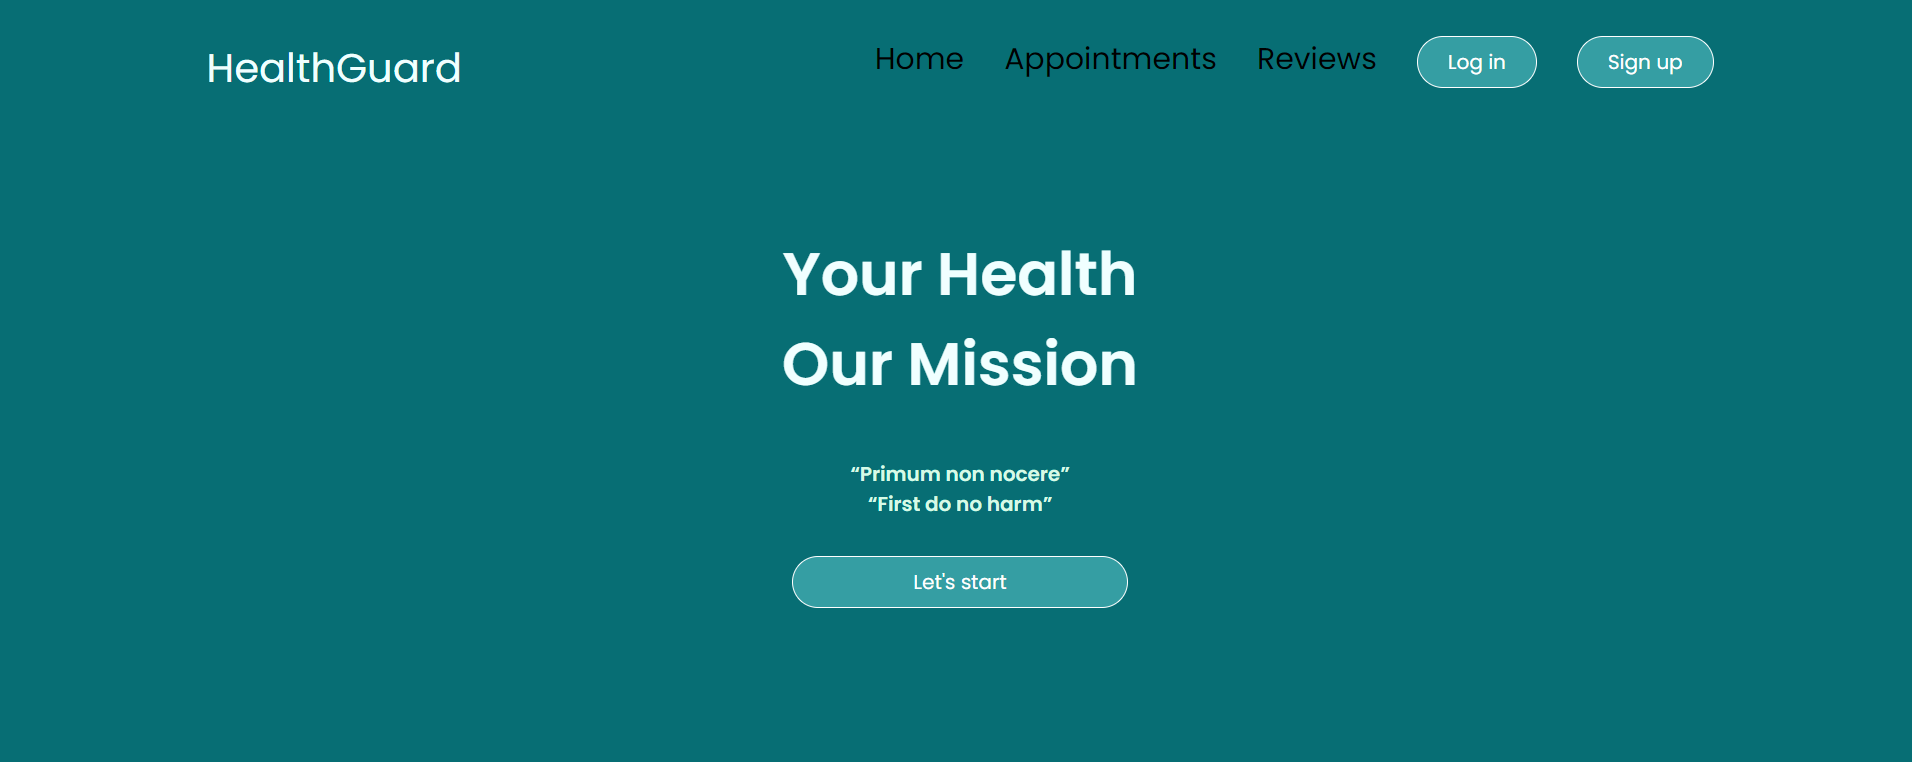 HealthGuard
Home Appointments Reviews Log in Sign up
Your Health
Our Mission
“Primum non nocere”
“First do no harm”
Let's start